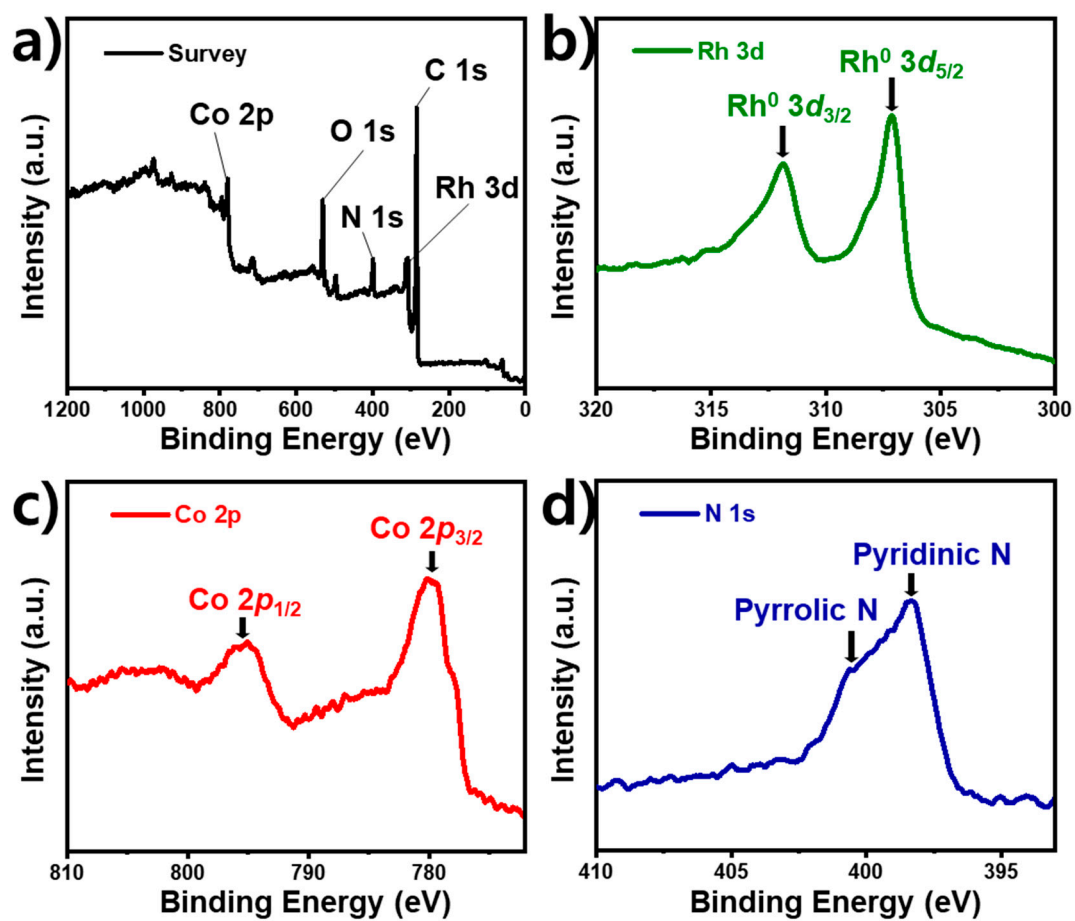 a)
Survey
C 1s
Co 2p
O 1s
N 1s
Rh 3d
Intensity (a.u.)
1200 1000 800 600 400 200 0
Binding Energy (eV)
b)
Rh 3d
Rh⁰ 3d5/2
Rh⁰ 3d3/2
Intensity (a.u.)
320 315 310 305 300
Binding Energy (eV)
c)
Co 2p
Co 2p3/2
Co 2p1/2
Intensity (a.u.)
810 800 790 780
Binding Energy (eV)
d)
N 1s
Pyridinic N
Pyrrolic N
Intensity (a.u.)
410 405 400 395
Binding Energy (eV)